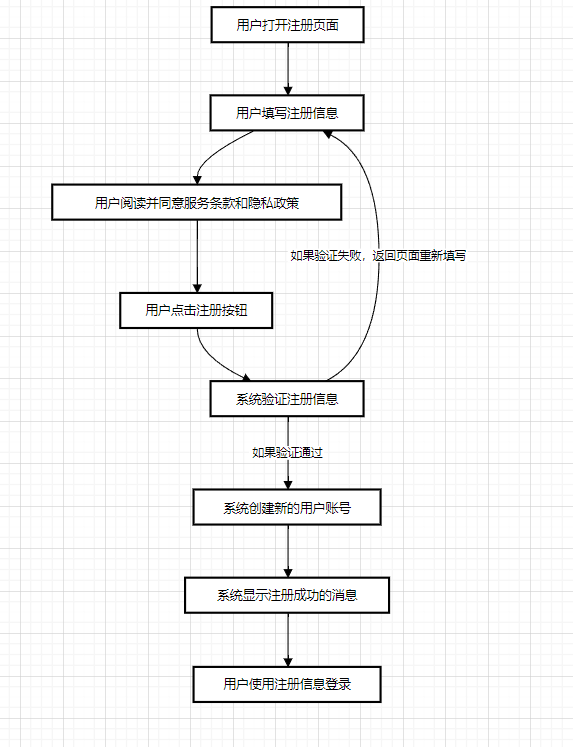 用户打开注册页面
用户填写注册信息
用户阅读并同意服务条款和隐私政策
如果验证失败，返回页面重新填写
用户点击注册按钮
系统验证注册信息
如果验证通过
系统创建新的用户账号
系统显示注册成功的消息
用户使用注册信息登录